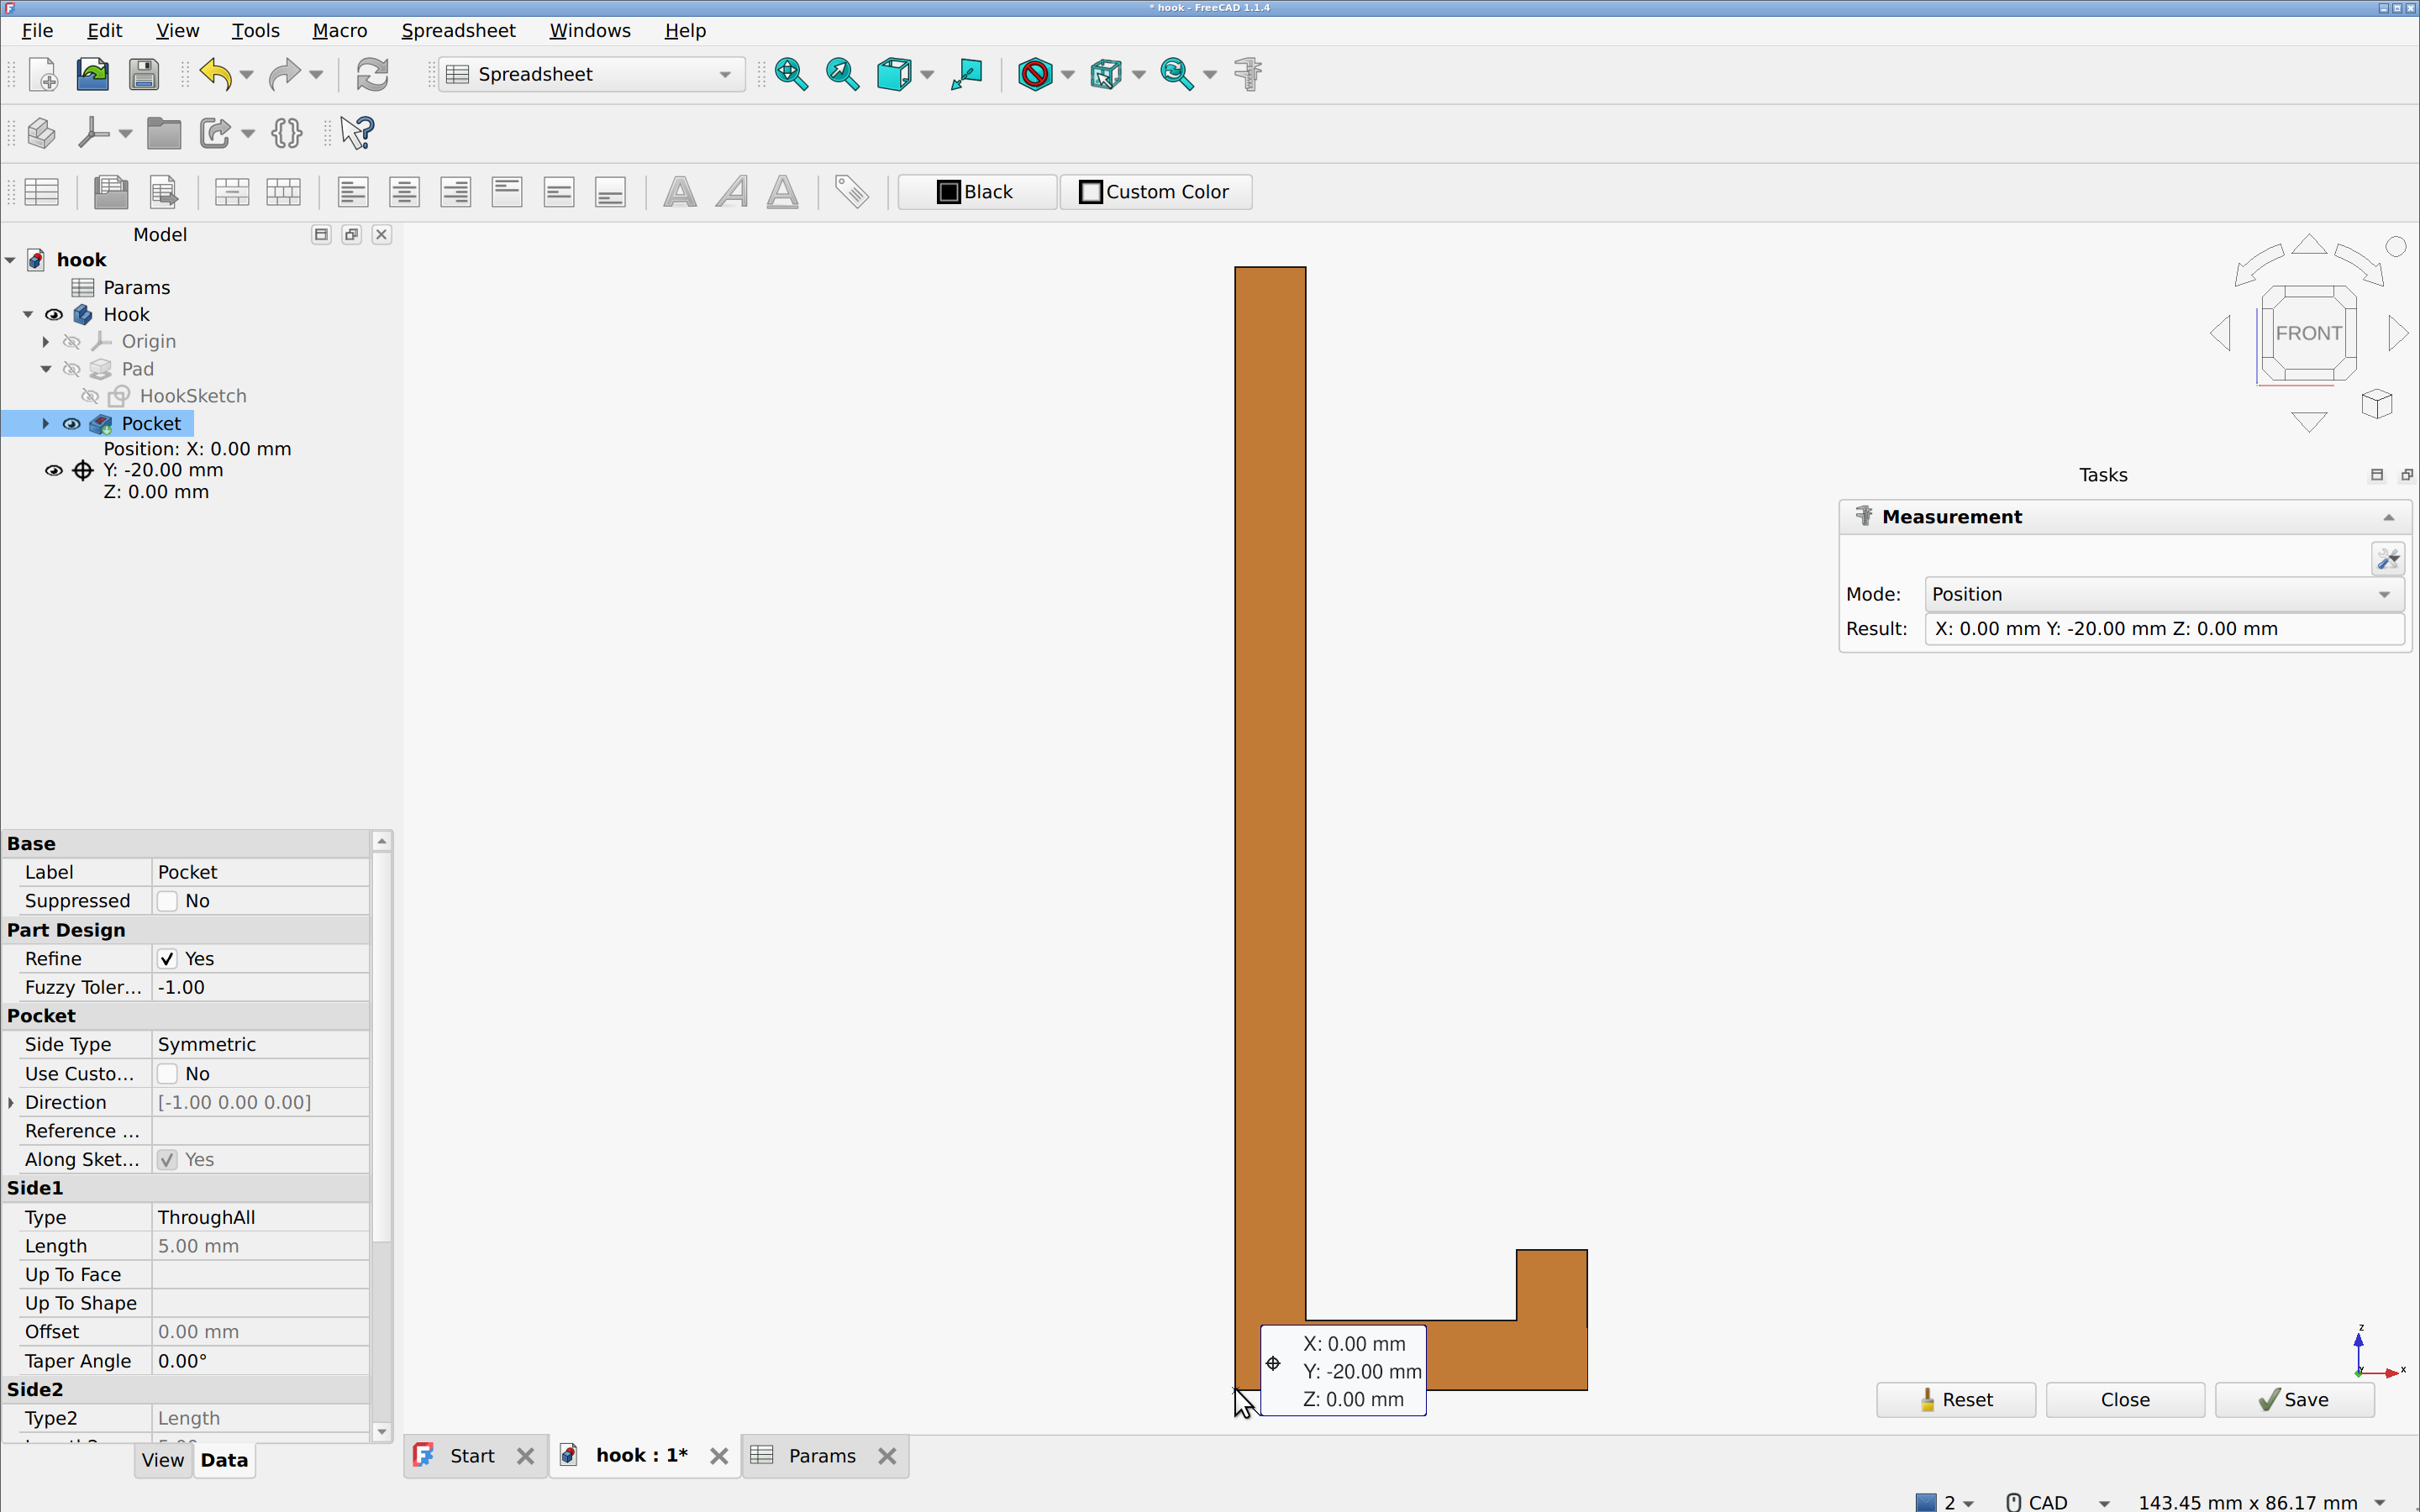 * hook - FreeCAD 1.1.4
File Edit View Tools Macro Spreadsheet Windows Help
Spreadsheet
Black Custom Color
Model
hook
Params
Hook
Origin
Pad
HookSketch
Pocket
Position: X: 0.00 mm
Y: -20.00 mm
Z: 0.00 mm
Base
Label Pocket
Suppressed No
Part Design
Refine Yes
Fuzzy Toler... -1.00
Pocket
Side Type Symmetric
Use Custo... No
Direction [-1.00 0.00 0.00]
Reference ...
Along Sket... Yes
Side1
Type ThroughAll
Length 5.00 mm
Up To Face
Up To Shape
Offset 0.00 mm
Taper Angle 0.00°
Side2
Type2 Length
View Data
FRONT
Tasks
Measurement
Mode: Position
Result: X: 0.00 mm Y: -20.00 mm Z: 0.00 mm
X: 0.00 mm
Y: -20.00 mm
Z: 0.00 mm
z
x
Reset Close Save
Start hook : 1* Params
2 CAD 143.45 mm x 86.17 mm